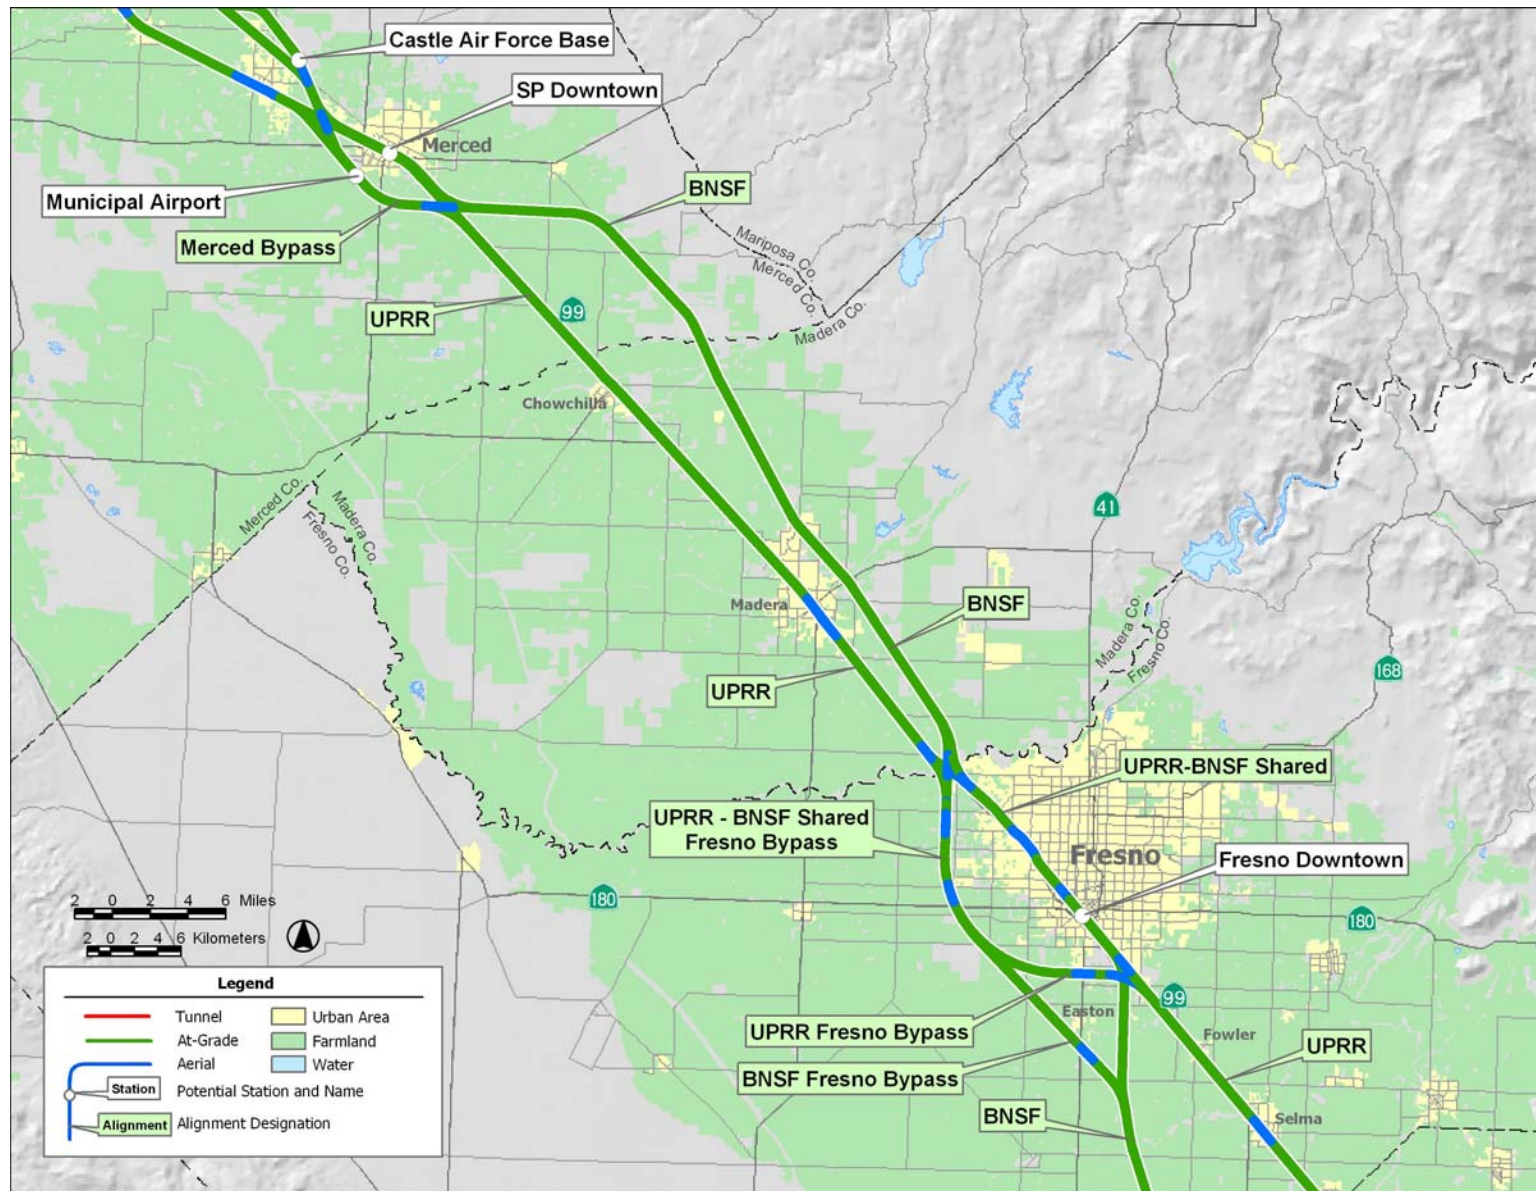 Castle Air Force Base
SP Downtown
Merced
BNSF
Municipal Airport
Merced Bypass
Mariposa Co.
Merced Co.
Madera Co.
UPRR
99
Chowchilla
41
Merced Co.
Madera Co.
Fresno Co.
BNSF
Madera
Madera Co.
Fresno Co.
168
UPRR
UPRR-BNSF Shared
UPRR - BNSF Shared
Fresno Bypass
Fresno
Fresno Downtown
180
180
2 0 2 4 6 Miles
2 0 2 4 6 Kilometers
99
Easton
UPRR Fresno Bypass
Fowler
UPRR
BNSF Fresno Bypass
BNSF
Selma
Legend
Tunnel
Urban Area
At-Grade
Farmland
Aerial
Water
Station
Potential Station and Name
Alignment
Alignment Designation